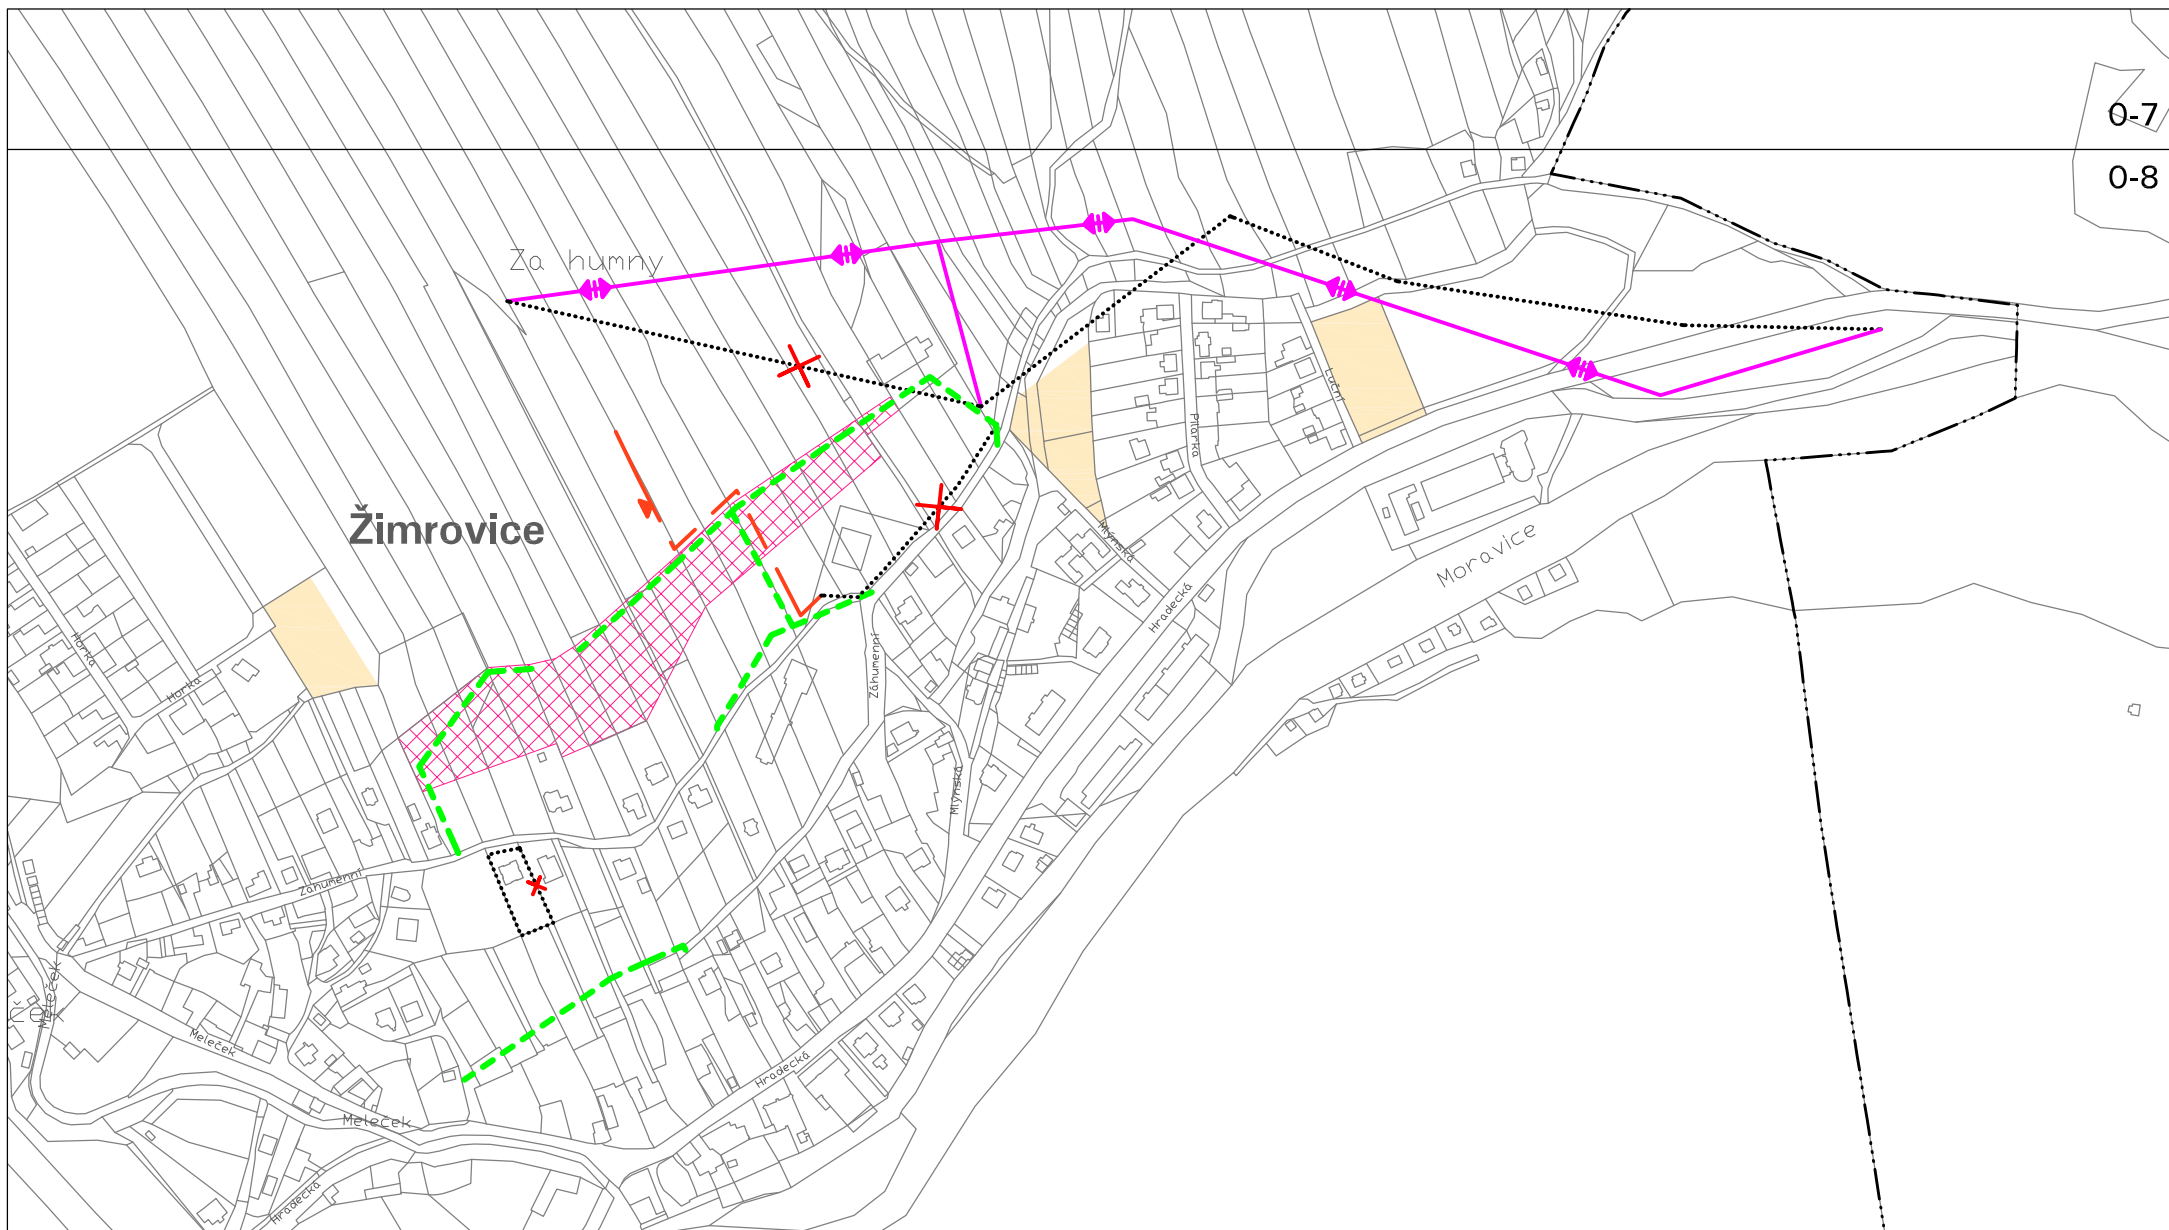 0-7
0-8
Za humny
Žimrovice
Luční
Pilařka
Mlýnská
Moravice
Hradecká
Horka
Horka
Záhumenní
Mlýnská
Záhumenní
Meleček
Meleček
Hradecká
Meleček
Hradecká